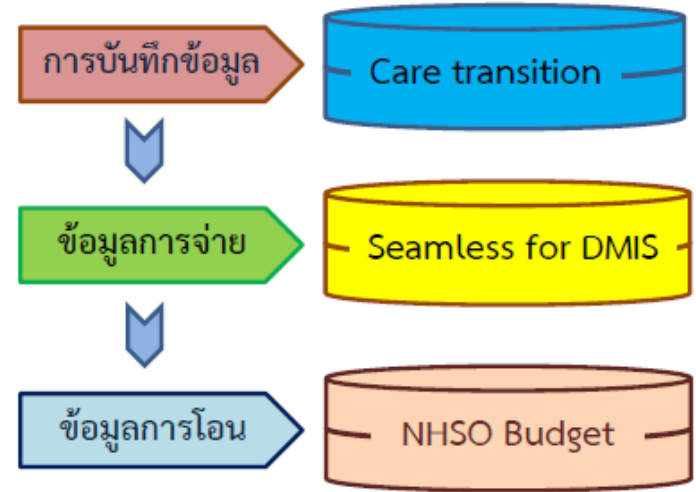 การบันทึกข้อมูล
Care transition
ข้อมูลการจ่าย
Seamless for DMIS
ข้อมูลการโอน
NHSO Budget